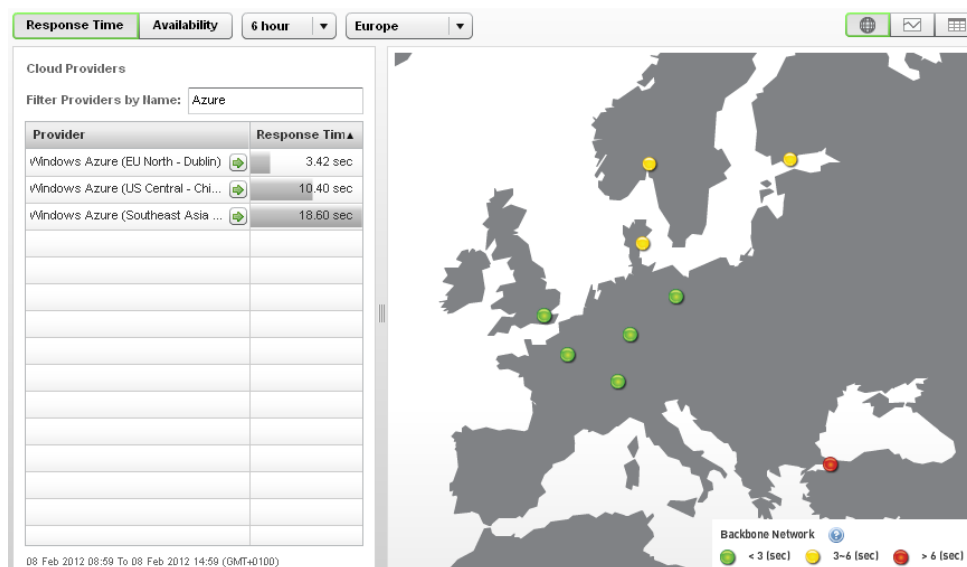 Response Time Availability 6 hour Europe
Cloud Providers
Filter Providers by Name: Azure
Provider Response Tim
Windows Azure (EU North - Dublin) 3.42 sec
Windows Azure (US Central - Chi... 10.40 sec
Windows Azure (Southeast Asia ... 18.60 sec
08 Feb 2012 08:59 To 08 Feb 2012 14:59 (GMT+0100)
Backbone Network ?
< 3 (sec) 3~6 (sec) > 6 (sec)